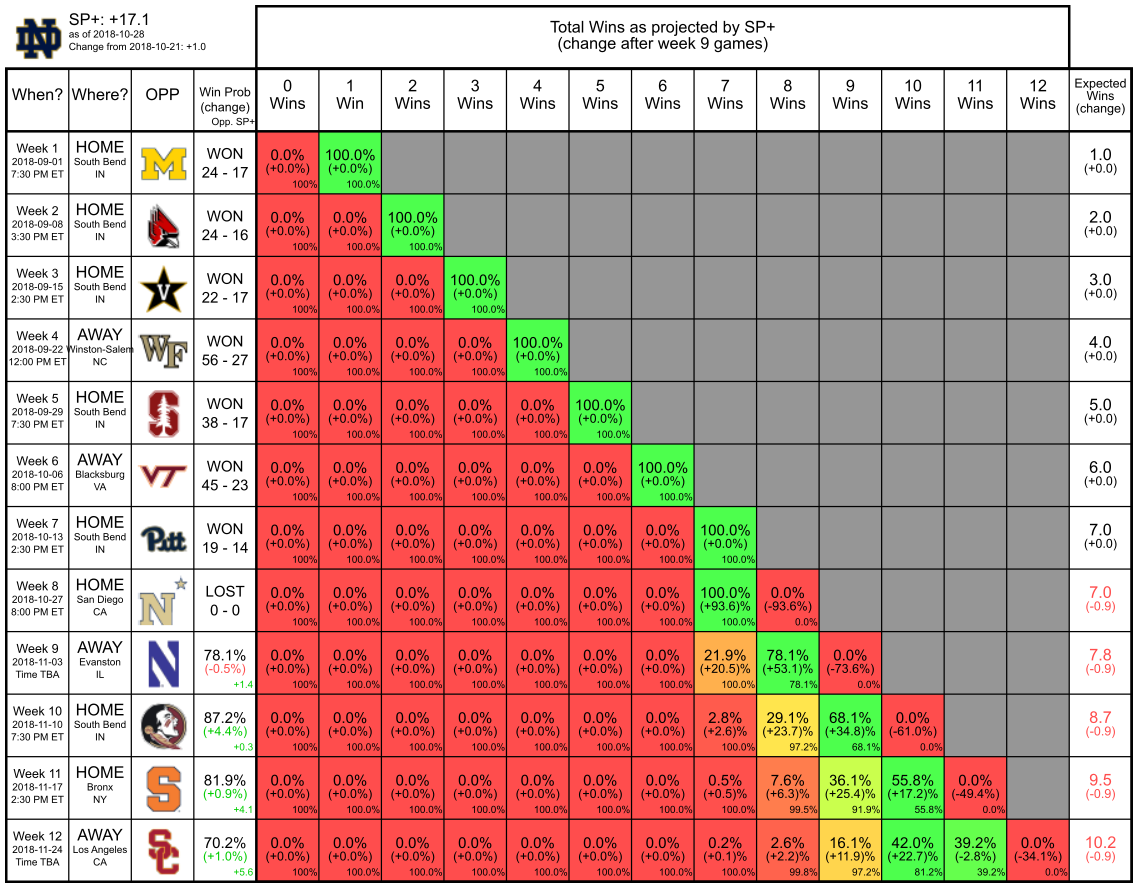 SP+: +17.1
as of 2018-10-28
Change from 2018-10-21: +1.0
Total Wins as projected by SP+
(change after week 9 games)
When? Where? OPP Win Prob (change) Opp. SP+ 0 Wins 1 Win 2 Wins 3 Wins 4 Wins 5 Wins 6 Wins 7 Wins 8 Wins 9 Wins 10 Wins 11 Wins 12 Wins Expected Wins (change)
Week 1 HOME M WON 0.0% 100.0% 1.0
2018-09-01 South Bend 24 - 17 (+0.0%) (+0.0%) (+0.0)
7:30 PM ET IN 100% 100.0%
Week 2 HOME WON 0.0% 0.0% 100.0% 2.0
2018-09-08 South Bend 24 - 16 (+0.0%) (+0.0%) (+0.0%) (+0.0)
3:30 PM ET IN 100% 100.0% 100.0%
Week 3 HOME V WON 0.0% 0.0% 0.0% 100.0% 3.0
2018-09-15 South Bend 22 - 17 (+0.0%) (+0.0%) (+0.0%) (+0.0%) (+0.0)
2:30 PM ET IN 100% 100.0% 100.0% 100.0%
Week 4 AWAY WF WON 0.0% 0.0% 0.0% 0.0% 100.0% 4.0
2018-09-22 Winston-Salem 56 - 27 (+0.0%) (+0.0%) (+0.0%) (+0.0%) (+0.0%) (+0.0)
12:00 PM ET NC 100% 100.0% 100.0% 100.0% 100.0%
Week 5 HOME S WON 0.0% 0.0% 0.0% 0.0% 0.0% 100.0% 5.0
2018-09-29 South Bend 38 - 17 (+0.0%) (+0.0%) (+0.0%) (+0.0%) (+0.0%) (+0.0%) (+0.0)
7:30 PM ET IN 100% 100.0% 100.0% 100.0% 100.0% 100.0%
Week 6 AWAY VT WON 0.0% 0.0% 0.0% 0.0% 0.0% 0.0% 100.0% 6.0
2018-10-06 Blacksburg 45 - 23 (+0.0%) (+0.0%) (+0.0%) (+0.0%) (+0.0%) (+0.0%) (+0.0%) (+0.0)
8:00 PM ET VA 100% 100.0% 100.0% 100.0% 100.0% 100.0% 100.0%
Week 7 HOME Pitt WON 0.0% 0.0% 0.0% 0.0% 0.0% 0.0% 0.0% 100.0% 7.0
2018-10-13 South Bend 19 - 14 (+0.0%) (+0.0%) (+0.0%) (+0.0%) (+0.0%) (+0.0%) (+0.0%) (+0.0%) (+0.0)
2:30 PM ET IN 100% 100.0% 100.0% 100.0% 100.0% 100.0% 100.0% 100.0%
Week 8 HOME N LOST 0.0% 0.0% 0.0% 0.0% 0.0% 0.0% 0.0% 100.0% 0.0% 7.0
2018-10-27 San Diego 0 - 0 (+0.0%) (+0.0%) (+0.0%) (+0.0%) (+0.0%) (+0.0%) (+0.0%) (+93.6)% (-93.6%) (-0.9)
8:00 PM ET CA 100% 100.0% 100.0% 100.0% 100.0% 100.0% 100.0% 100.0% 0.0%
Week 9 AWAY N 78.1% 0.0% 0.0% 0.0% 0.0% 0.0% 0.0% 0.0% 21.9% 78.1% 0.0% 7.8
2018-11-03 Evanston (-0.5%) (+0.0%) (+0.0%) (+0.0%) (+0.0%) (+0.0%) (+0.0%) (+0.0%) (+20.5)% (+53.1)% (-73.6%) (-0.9)
Time TBA IL +1.4 100% 100.0% 100.0% 100.0% 100.0% 100.0% 100.0% 100.0% 78.1% 0.0%
Week 10 HOME 87.2% 0.0% 0.0% 0.0% 0.0% 0.0% 0.0% 0.0% 2.8% 29.1% 68.1% 0.0% 8.7
2018-11-10 South Bend (+4.4%) (+0.0%) (+0.0%) (+0.0%) (+0.0%) (+0.0%) (+0.0%) (+0.0%) (+2.6)% (+23.7)% (+34.8)% (-61.0%) (-0.9)
7:30 PM ET IN +0.3 100% 100.0% 100.0% 100.0% 100.0% 100.0% 100.0% 100.0% 97.2% 68.1% 0.0%
Week 11 HOME S 81.9% 0.0% 0.0% 0.0% 0.0% 0.0% 0.0% 0.0% 0.5% 7.6% 36.1% 55.8% 0.0% 9.5
2018-11-17 Bronx (+0.9%) (+0.0%) (+0.0%) (+0.0%) (+0.0%) (+0.0%) (+0.0%) (+0.0%) (+0.5)% (+6.3)% (+25.4)% (+17.2)% (-49.4%) (-0.9)
2:30 PM ET NY +4.1 100% 100.0% 100.0% 100.0% 100.0% 100.0% 100.0% 100.0% 99.5% 91.9% 55.8% 0.0%
Week 12 AWAY SC 70.2% 0.0% 0.0% 0.0% 0.0% 0.0% 0.0% 0.0% 0.2% 2.6% 16.1% 42.0% 39.2% 0.0% 10.2
2018-11-24 Los Angeles (+1.0%) (+0.0%) (+0.0%) (+0.0%) (+0.0%) (+0.0%) (+0.0%) (+0.0%) (+0.1)% (+2.2)% (+11.9)% (+22.7)% (-2.8%) (-34.1%) (-0.9)
Time TBA CA +5.6 100% 100.0% 100.0% 100.0% 100.0% 100.0% 100.0% 100.0% 99.8% 97.2% 81.2% 39.2% 0.0%